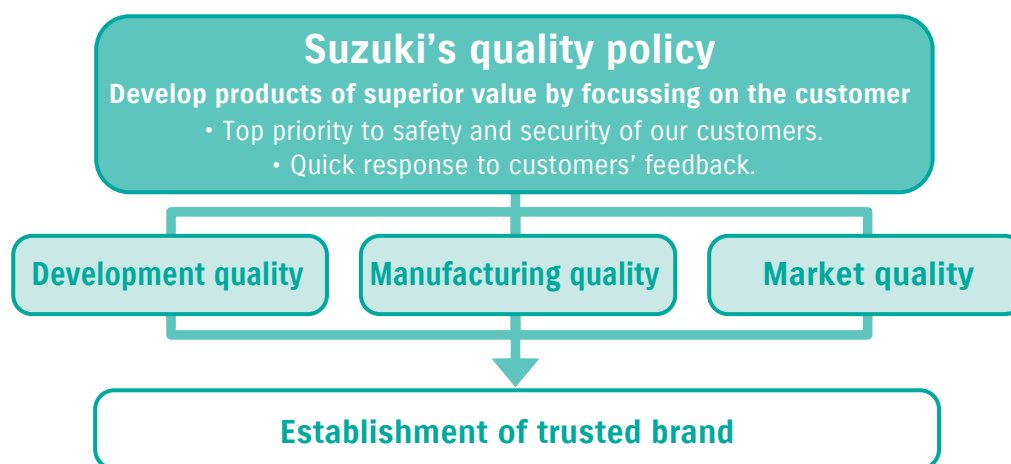 Suzuki’s quality policy
Develop products of superior value by focussing on the customer
• Top priority to safety and security of our customers.
• Quick response to customers’ feedback.
Development quality
Manufacturing quality
Market quality
Establishment of trusted brand